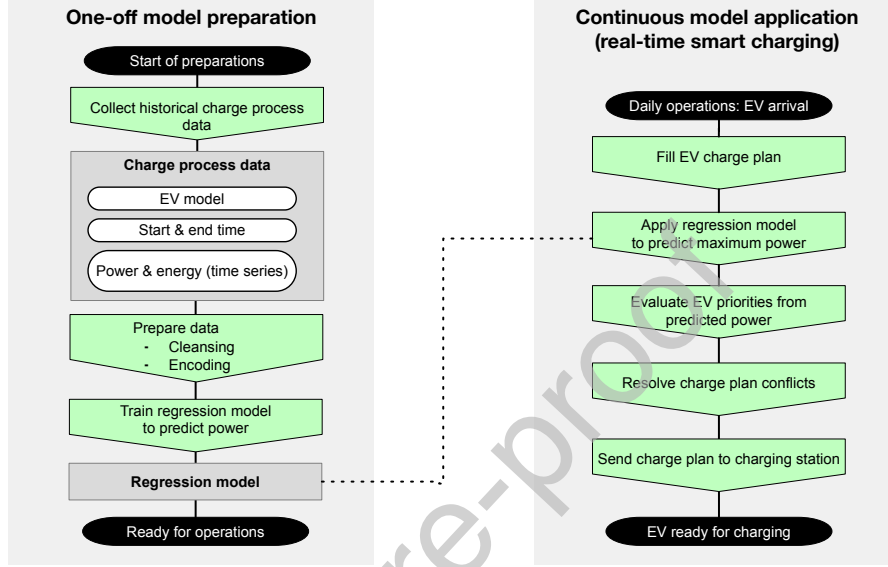 One-off model preparation
Start of preparations
Collect historical charge process
data
Charge process data
EV model
Start & end time
Power & energy (time series)
Prepare data
- Cleansing
- Encoding
Train regression model
to predict power
Regression model
Ready for operations
Continuous model application
(real-time smart charging)
Daily operations: EV arrival
Fill EV charge plan
Apply regression model
to predict maximum power
Evaluate EV priorities from
predicted power
Resolve charge plan conflicts
Send charge plan to charging station
EV ready for charging
re-proof